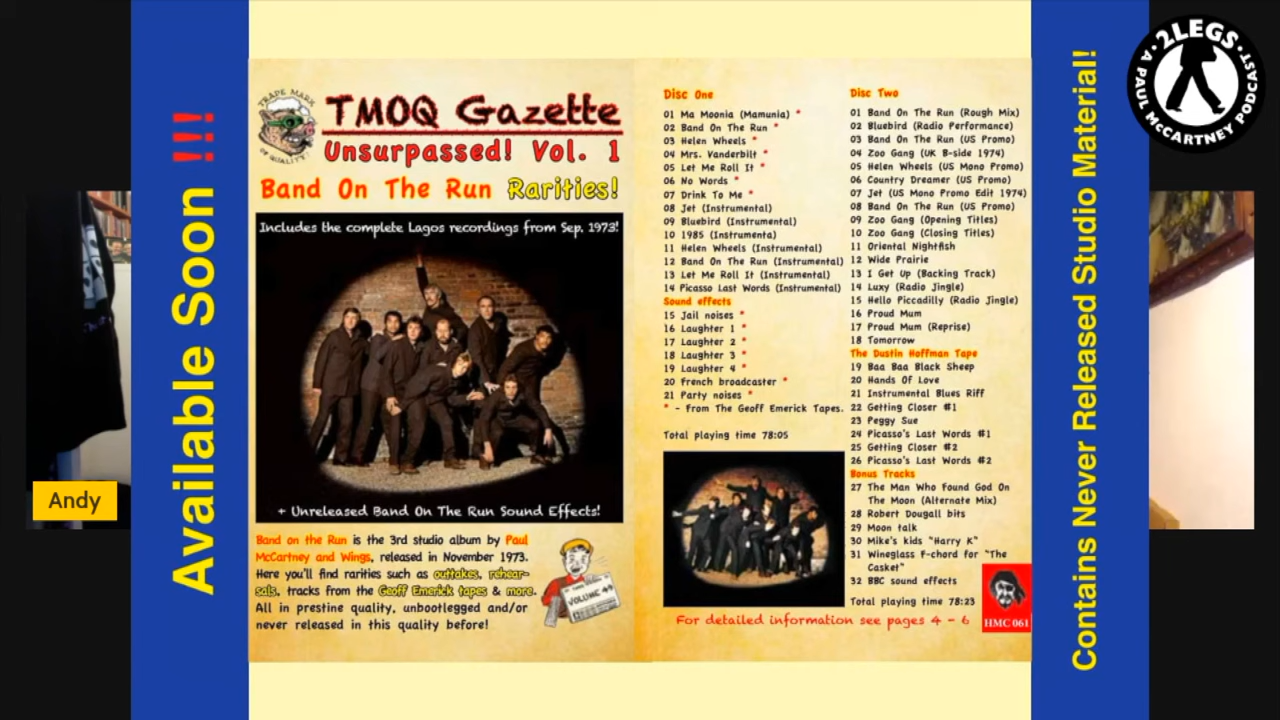 Available Soon !!!
TRADE MARK
OF QUALITY
TMOQ Gazette
Unsurpassed! Vol. 1
Band On The Run Rarities!
Includes the complete Lagos recordings from Sep. 1973!
+ Unreleased Band On The Run Sound Effects!
Band on the Run is the 3rd studio album by Paul
McCartney and Wings, released in November 1973.
Here you'll find rarities such as outtakes, rehear-
sals, tracks from the Geoff Emerick tapes & more.
All in prestine quality, unbootlegged and/or
never released in this quality before!
VOLUME 49
Disc One
01 Ma Moonia (Mamunia) *
02 Band On The Run *
03 Helen Wheels *
04 Mrs. Vanderbilt *
05 Let Me Roll It *
06 No Words *
07 Drink To Me *
08 Jet (Instrumental)
09 Bluebird (Instrumental)
10 1985 (Instrumenta)
11 Helen Wheels (Instrumental)
12 Band On The Run (Instrumental)
13 Let Me Roll It (Instrumental)
14 Picasso Last Words (Instrumental)
Sound effects
15 Jail noises *
16 Laughter 1 *
17 Laughter 2 *
18 Laughter 3 *
19 Laughter 4 *
20 French broadcaster *
21 Party noises *
* - From The Geoff Emerick Tapes.
Total playing time 78:05
Disc Two
01 Band On The Run (Rough Mix)
02 Bluebird (Radio Performance)
03 Band On The Run (US Promo)
04 Zoo Gang (UK B-side 1974)
05 Helen Wheels (US Mono Promo)
06 Country Dreamer (US Promo)
07 Jet (US Mono Promo Edit 1974)
08 Band On The Run (US Promo)
09 Zoo Gang (Opening Titles)
10 Zoo Gang (Closing Titles)
11 Oriental Nightfish
12 Wide Prairie
13 I Get Up (Backing Track)
14 Luxy (Radio Jingle)
15 Hello Piccadilly (Radio Jingle)
16 Proud Mum
17 Proud Mum (Reprise)
18 Tomorrow
The Dustin Hoffman Tape
19 Baa Baa Black Sheep
20 Hands Of Love
21 Instrumental Blues Riff
22 Getting Closer #1
23 Peggy Sue
24 Picasso's Last Words #1
25 Getting Closer #2
26 Picasso's Last Words #2
Bonus Tracks
27 The Man Who Found God On
The Moon (Alternate Mix)
28 Robert Dougall bits
29 Moon talk
30 Mike's kids "Harry K"
31 Wineglass F-chord for "The
Casket"
32 BBC sound effects
Total playing time 78:23
For detailed information see pages 4 - 6
HMC 061
Contains Never Released Studio Material!
2LEGS
A PAUL McCARTNEY PODCAST
Andy